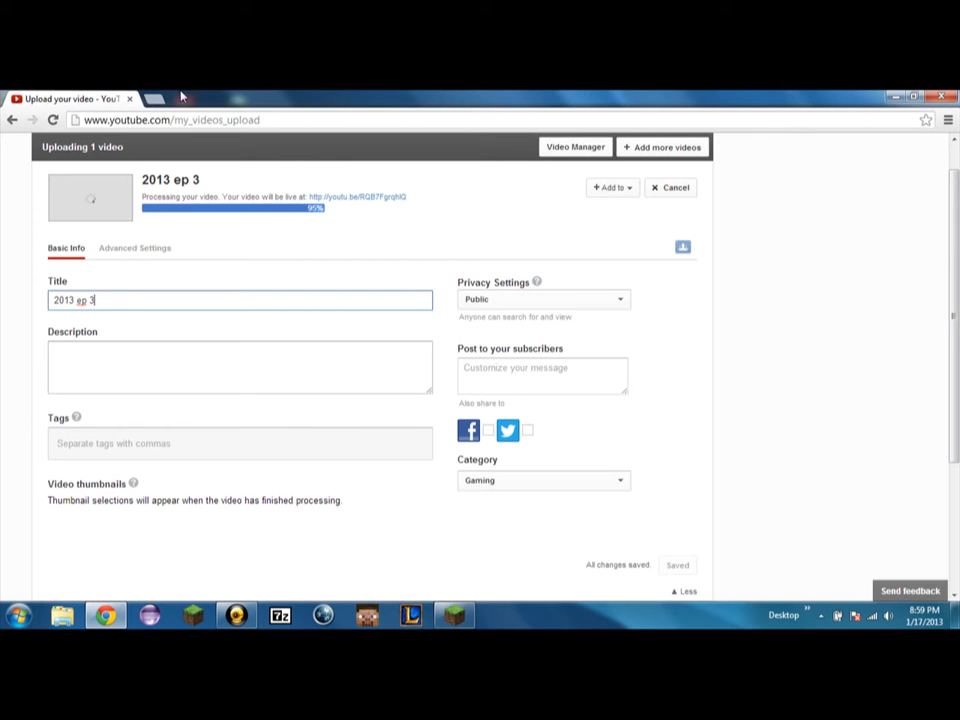 Upload your video - YouT
www.youtube.com/my_videos_upload
Uploading 1 video
Video Manager
+ Add more videos
2013 ep 3
Processing your video. Your video will be live at: http://youtu.be/RQB7FgrqhlQ
95%
+ Add to
Cancel
Basic Info
Advanced Settings
Title
2013 ep 3
Description
Tags
Separate tags with commas
Video thumbnails
Thumbnail selections will appear when the video has finished processing.
Privacy Settings
Public
Anyone can search for and view
Post to your subscribers
Customize your message
Also share to
Category
Gaming
All changes saved.
Saved
Less
Send feedback
Desktop
8:59 PM
1/17/2013